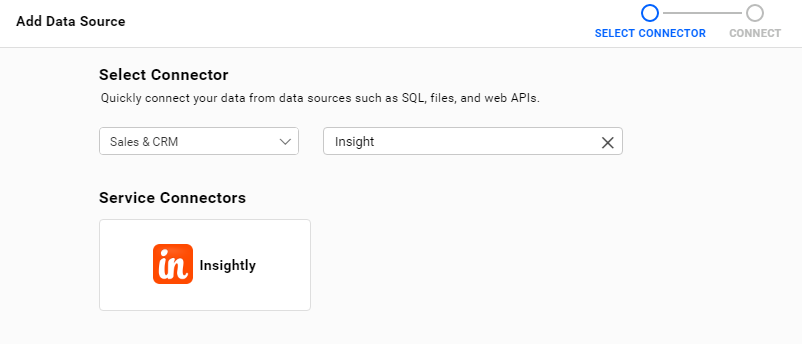 Add Data Source
SELECT CONNECTOR
CONNECT
Select Connector
Quickly connect your data from data sources such as SQL, files, and web APIs.
Sales & CRM
Insight
Service Connectors
in Insightly